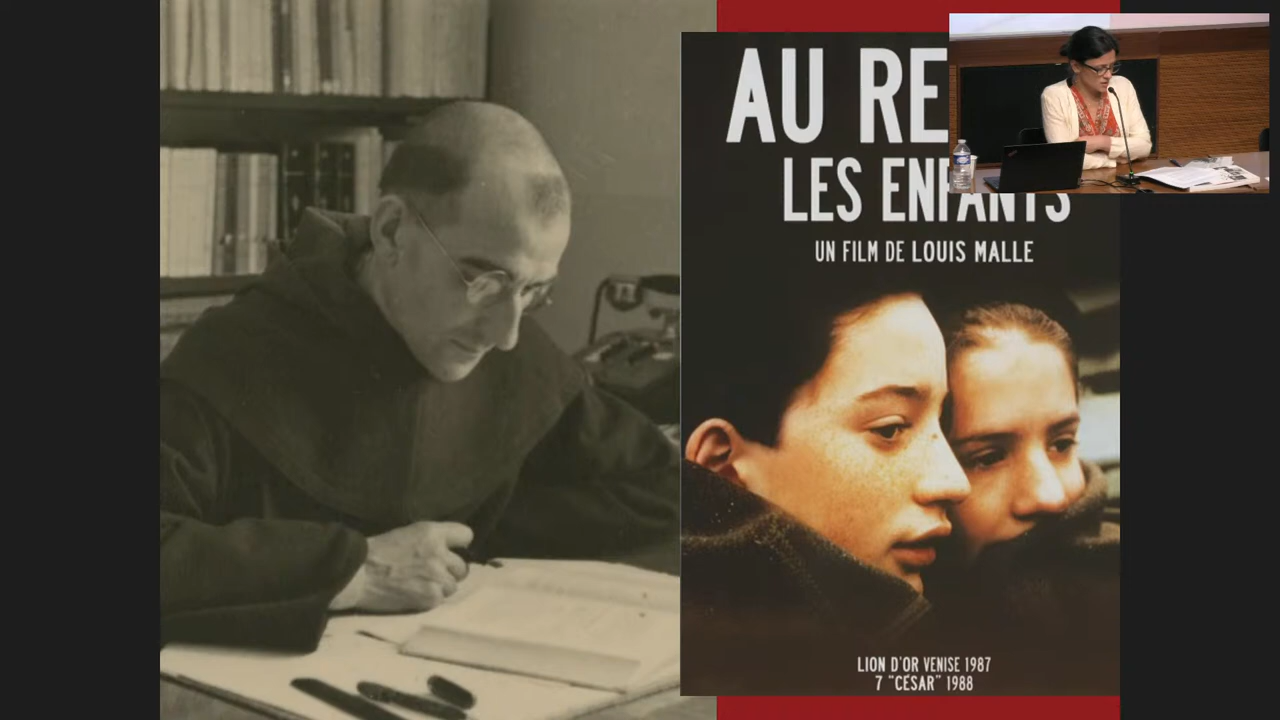 AU RE
LES ENFANTS
UN FILM DE LOUIS MALLE
LION D'OR VENISE 1987
7 "CÉSAR" 1988